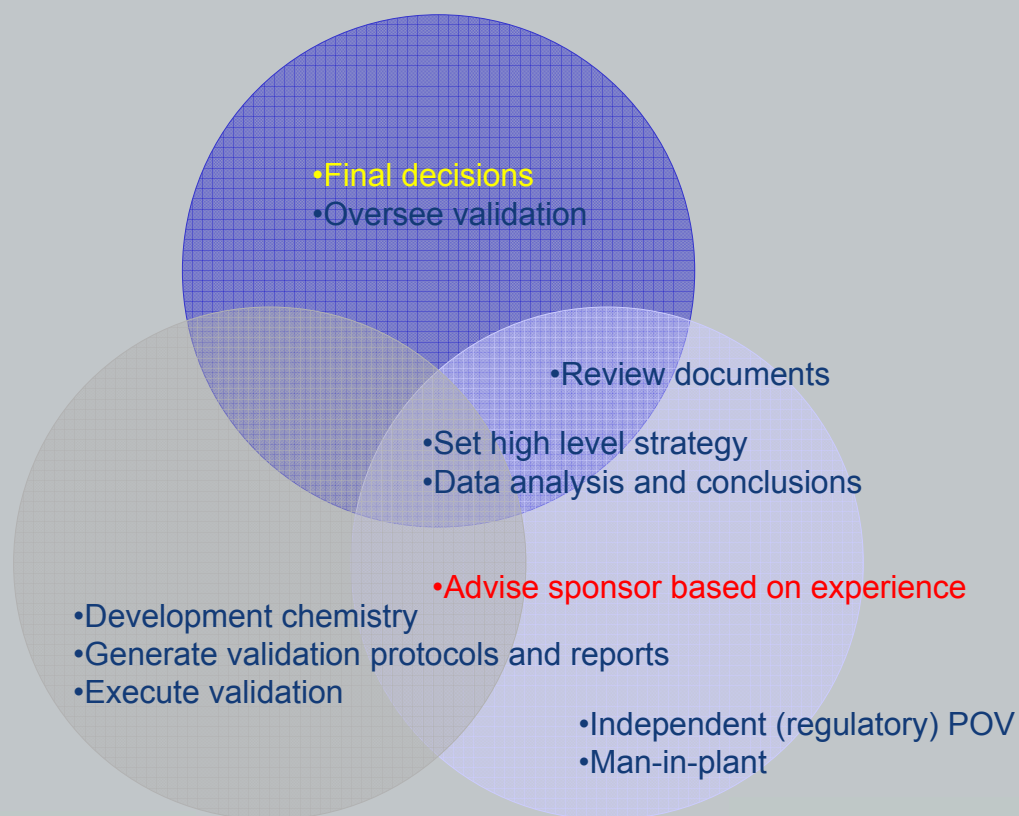 •Final decisions
•Oversee validation
•Review documents
•Set high level strategy
•Data analysis and conclusions
•Advise sponsor based on experience
•Development chemistry
•Generate validation protocols and reports
•Execute validation
•Independent (regulatory) POV
•Man-in-plant